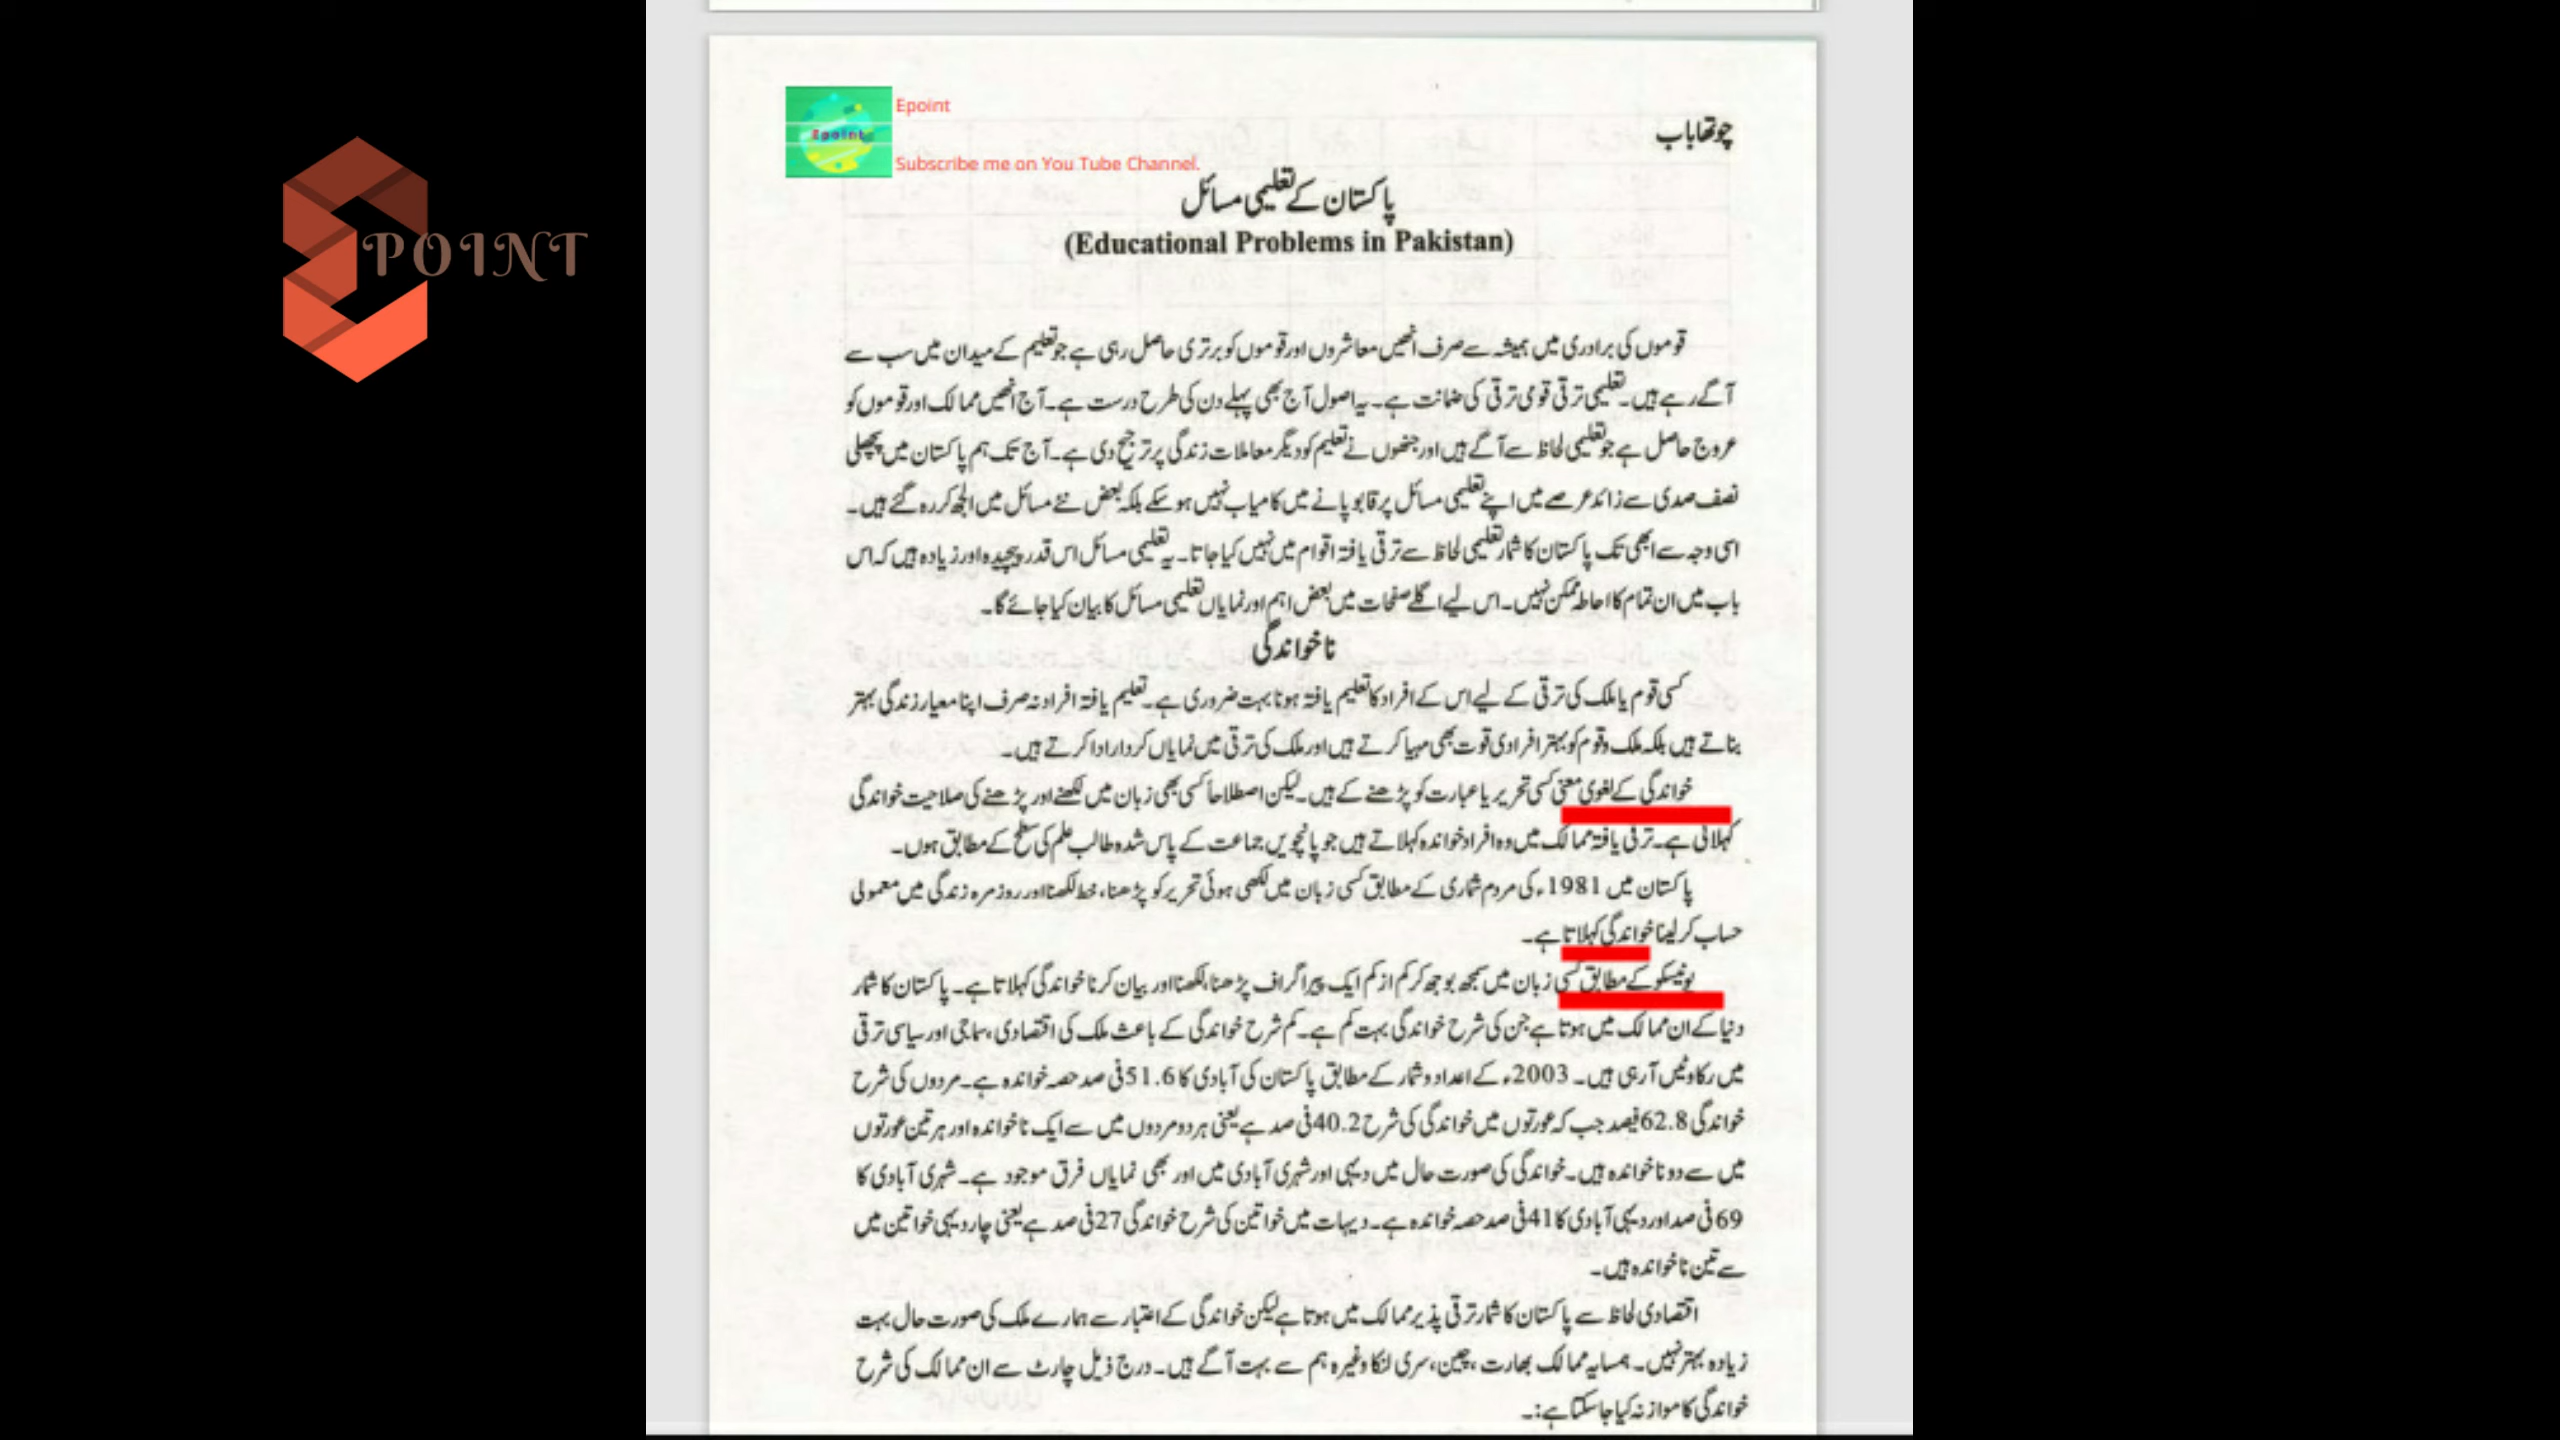 POINT
Epoint
Epoint
Subscribe me on You Tube Channel.
چوتھا باب
پاکستان کے تعلیمی مسائل
(Educational Problems in Pakistan)
قوموں کی برادری میں ہمیشہ سے صرف انھیں معاشروں اور قوموں کو برتری حاصل رہی ہے جو تعلیم کے میدان میں سب سے
آگے رہے ہیں۔ تعلیمی ترقی قومی ترقی کی ضمانت ہے۔ یہ اصول آج بھی پہلے دن کی طرح درست ہے۔ آج انھیں ممالک اور قوموں کو
عروج حاصل ہے جو تعلیمی لحاظ سے آگے ہیں اور جنھوں نے تعلیم کو دیگر معاملات زندگی پر ترجیح دی ہے۔ آج تک ہم پاکستان میں پچھلی
نصف صدی سے زائد عرصے میں اپنے تعلیمی مسائل پر قابو پانے میں کامیاب نہیں ہو سکے بلکہ بعض نئے مسائل میں الجھ کر رہ گئے ہیں۔
اسی وجہ سے ابھی تک پاکستان کا شمار تعلیمی لحاظ سے ترقی یافتہ اقوام میں نہیں کیا جاتا۔ یہ تعلیمی مسائل اس قدر پیچیدہ اور زیادہ ہیں کہ اس
باب میں ان تمام کا احاطہ ممکن نہیں۔ اس لیے اگلے صفحات میں بعض اہم اور نمایاں تعلیمی مسائل کا بیان کیا جائے گا۔
ناخواندگی
کسی قوم یا ملک کی ترقی کے لیے اس کے افراد کا تعلیم یافتہ ہونا بہت ضروری ہے۔ تعلیم یافتہ افراد نہ صرف اپنا معیار زندگی بہتر
بناتے ہیں بلکہ ملک و قوم کو بہتر افرادی قوت بھی مہیا کرتے ہیں اور ملک کی ترقی میں نمایاں کردار ادا کرتے ہیں۔
خواندگی کے لغوی معنی کسی تحریر یا عبارت کو پڑھنے کے ہیں۔ لیکن اصطلاحاً کسی بھی زبان میں لکھنے اور پڑھنے کی صلاحیت خواندگی
کہلاتی ہے۔ ترقی یافتہ ممالک میں وہ افراد خواندہ کہلاتے ہیں جو پانچویں جماعت کے پاس شدہ طالب علم کی سطح کے مطابق ہوں۔
پاکستان میں 1981ء کی مردم شماری کے مطابق کسی زبان میں لکھی ہوئی تحریر کو پڑھنا، خط لکھنا اور روز مرہ زندگی میں معمولی
حساب کر لینا خواندگی کہلاتا ہے۔
یونیسکو کے مطابق کسی زبان میں سمجھ بوجھ کر کم از کم ایک پیراگراف پڑھنا، لکھنا اور بیان کرنا خواندگی کہلاتا ہے۔ پاکستان کا شمار
دنیا کے ان ممالک میں ہوتا ہے جن کی شرح خواندگی بہت کم ہے۔ کم شرح خواندگی کے باعث ملک کی اقتصادی، سماجی اور سیاسی ترقی
میں رکاوٹیں آ رہی ہیں۔ 2003ء کے اعداد و شمار کے مطابق پاکستان کی آبادی کا 51.6 فی صد حصہ خواندہ ہے۔ مردوں کی شرح
خواندگی 62.8 فیصد جب کہ عورتوں میں خواندگی کی شرح 40.2 فی صد ہے یعنی ہر دو مردوں میں سے ایک ناخواندہ اور ہر تین عورتوں
میں سے دو ناخواندہ ہیں۔ خواندگی کی صورت حال میں دیہی اور شہری آبادی میں اور بھی نمایاں فرق موجود ہے۔ شہری آبادی کا
69 فی صد اور دیہی آبادی کا 41 فی صد حصہ خواندہ ہے۔ دیہات میں خواتین کی شرح خواندگی 27 فی صد ہے یعنی چار دیہی خواتین میں
سے تین ناخواندہ ہیں۔
اقتصادی لحاظ سے پاکستان کا شمار ترقی پذیر ممالک میں ہوتا ہے لیکن خواندگی کے اعتبار سے ہمارے ملک کی صورت حال بہت
زیادہ بہتر نہیں۔ ہمسایہ ممالک بھارت، چین، سری لنکا وغیرہ ہم سے بہت آگے ہیں۔ درج ذیل چارٹ سے ان ممالک کی شرح
خواندگی کا موازنہ کیا جا سکتا ہے:۔